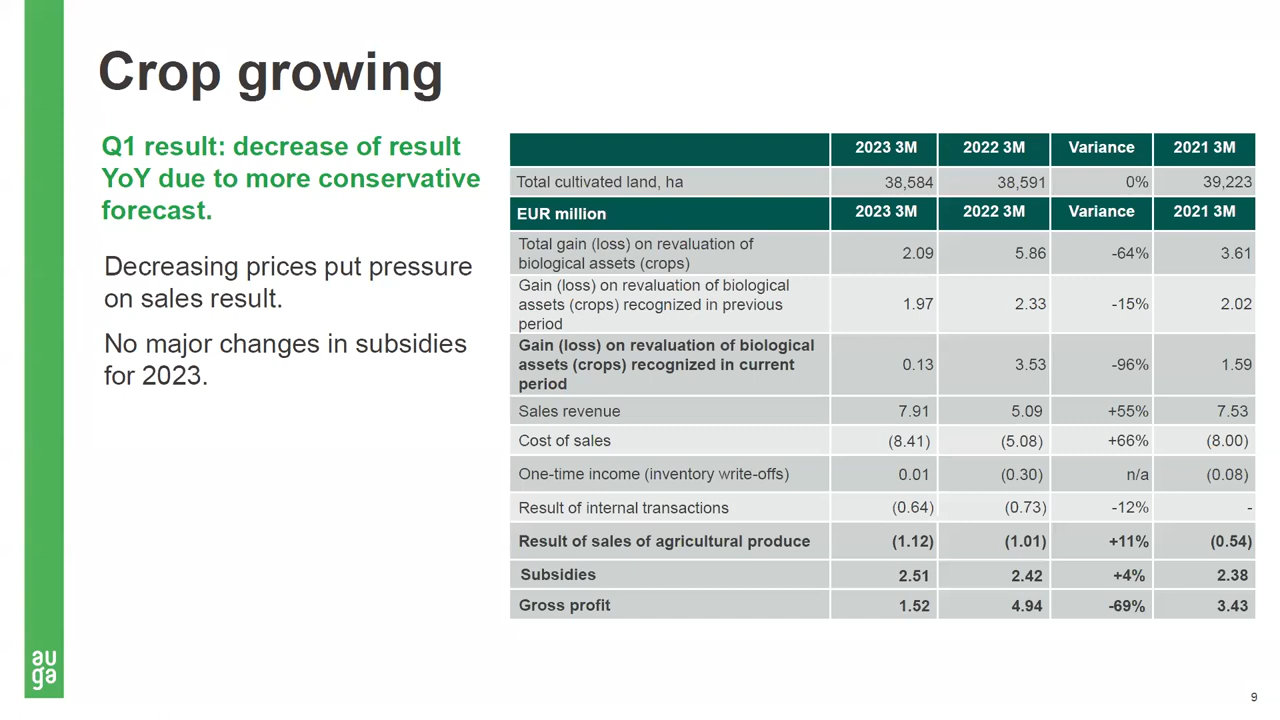 Crop growing
Q1 result: decrease of result
YoY due to more conservative
forecast.
Decreasing prices put pressure
on sales result.
No major changes in subsidies
for 2023.
2023 3M 2022 3M Variance 2021 3M
Total cultivated land, ha 38,584 38,591 0% 39,223
EUR million 2023 3M 2022 3M Variance 2021 3M
Total gain (loss) on revaluation of
biological assets (crops) 2.09 5.86 -64% 3.61
Gain (loss) on revaluation of biological
assets (crops) recognized in previous 1.97 2.33 -15% 2.02
period
Gain (loss) on revaluation of biological
assets (crops) recognized in current 0.13 3.53 -96% 1.59
period
Sales revenue 7.91 5.09 +55% 7.53
Cost of sales (8.41) (5.08) +66% (8.00)
One-time income (inventory write-offs) 0.01 (0.30) n/a (0.08)
Result of internal transactions (0.64) (0.73) -12% -
Result of sales of agricultural produce (1.12) (1.01) +11% (0.54)
Subsidies 2.51 2.42 +4% 2.38
Gross profit 1.52 4.94 -69% 3.43
au
ga
9